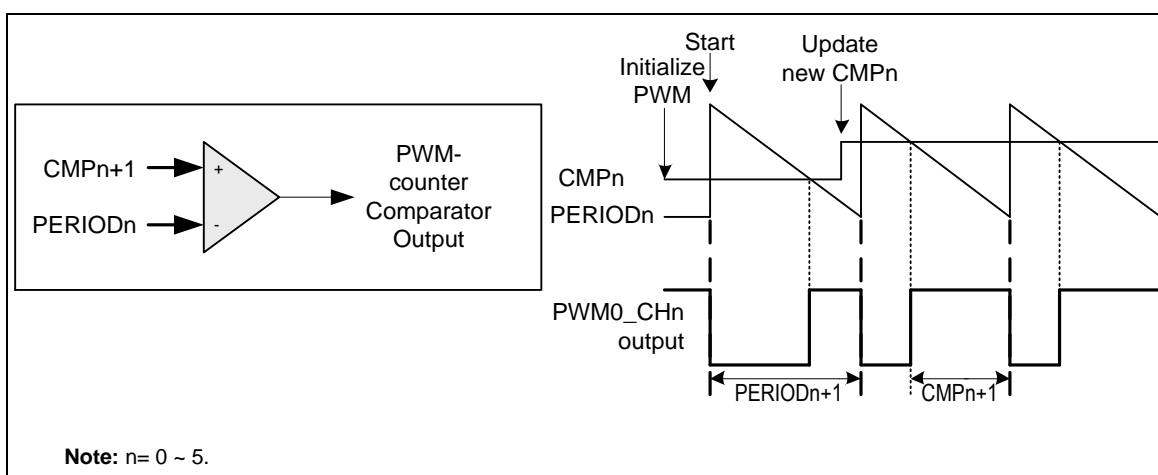 Start
Initialize
PWM
Update
new CMPn
CMPn+1
+
PERIODn
-
PWM-
counter
Comparator
Output
CMPn
PERIODn
PWM0_CHn
output
PERIODn+1
CMPn+1
Note: n= 0 ~ 5.